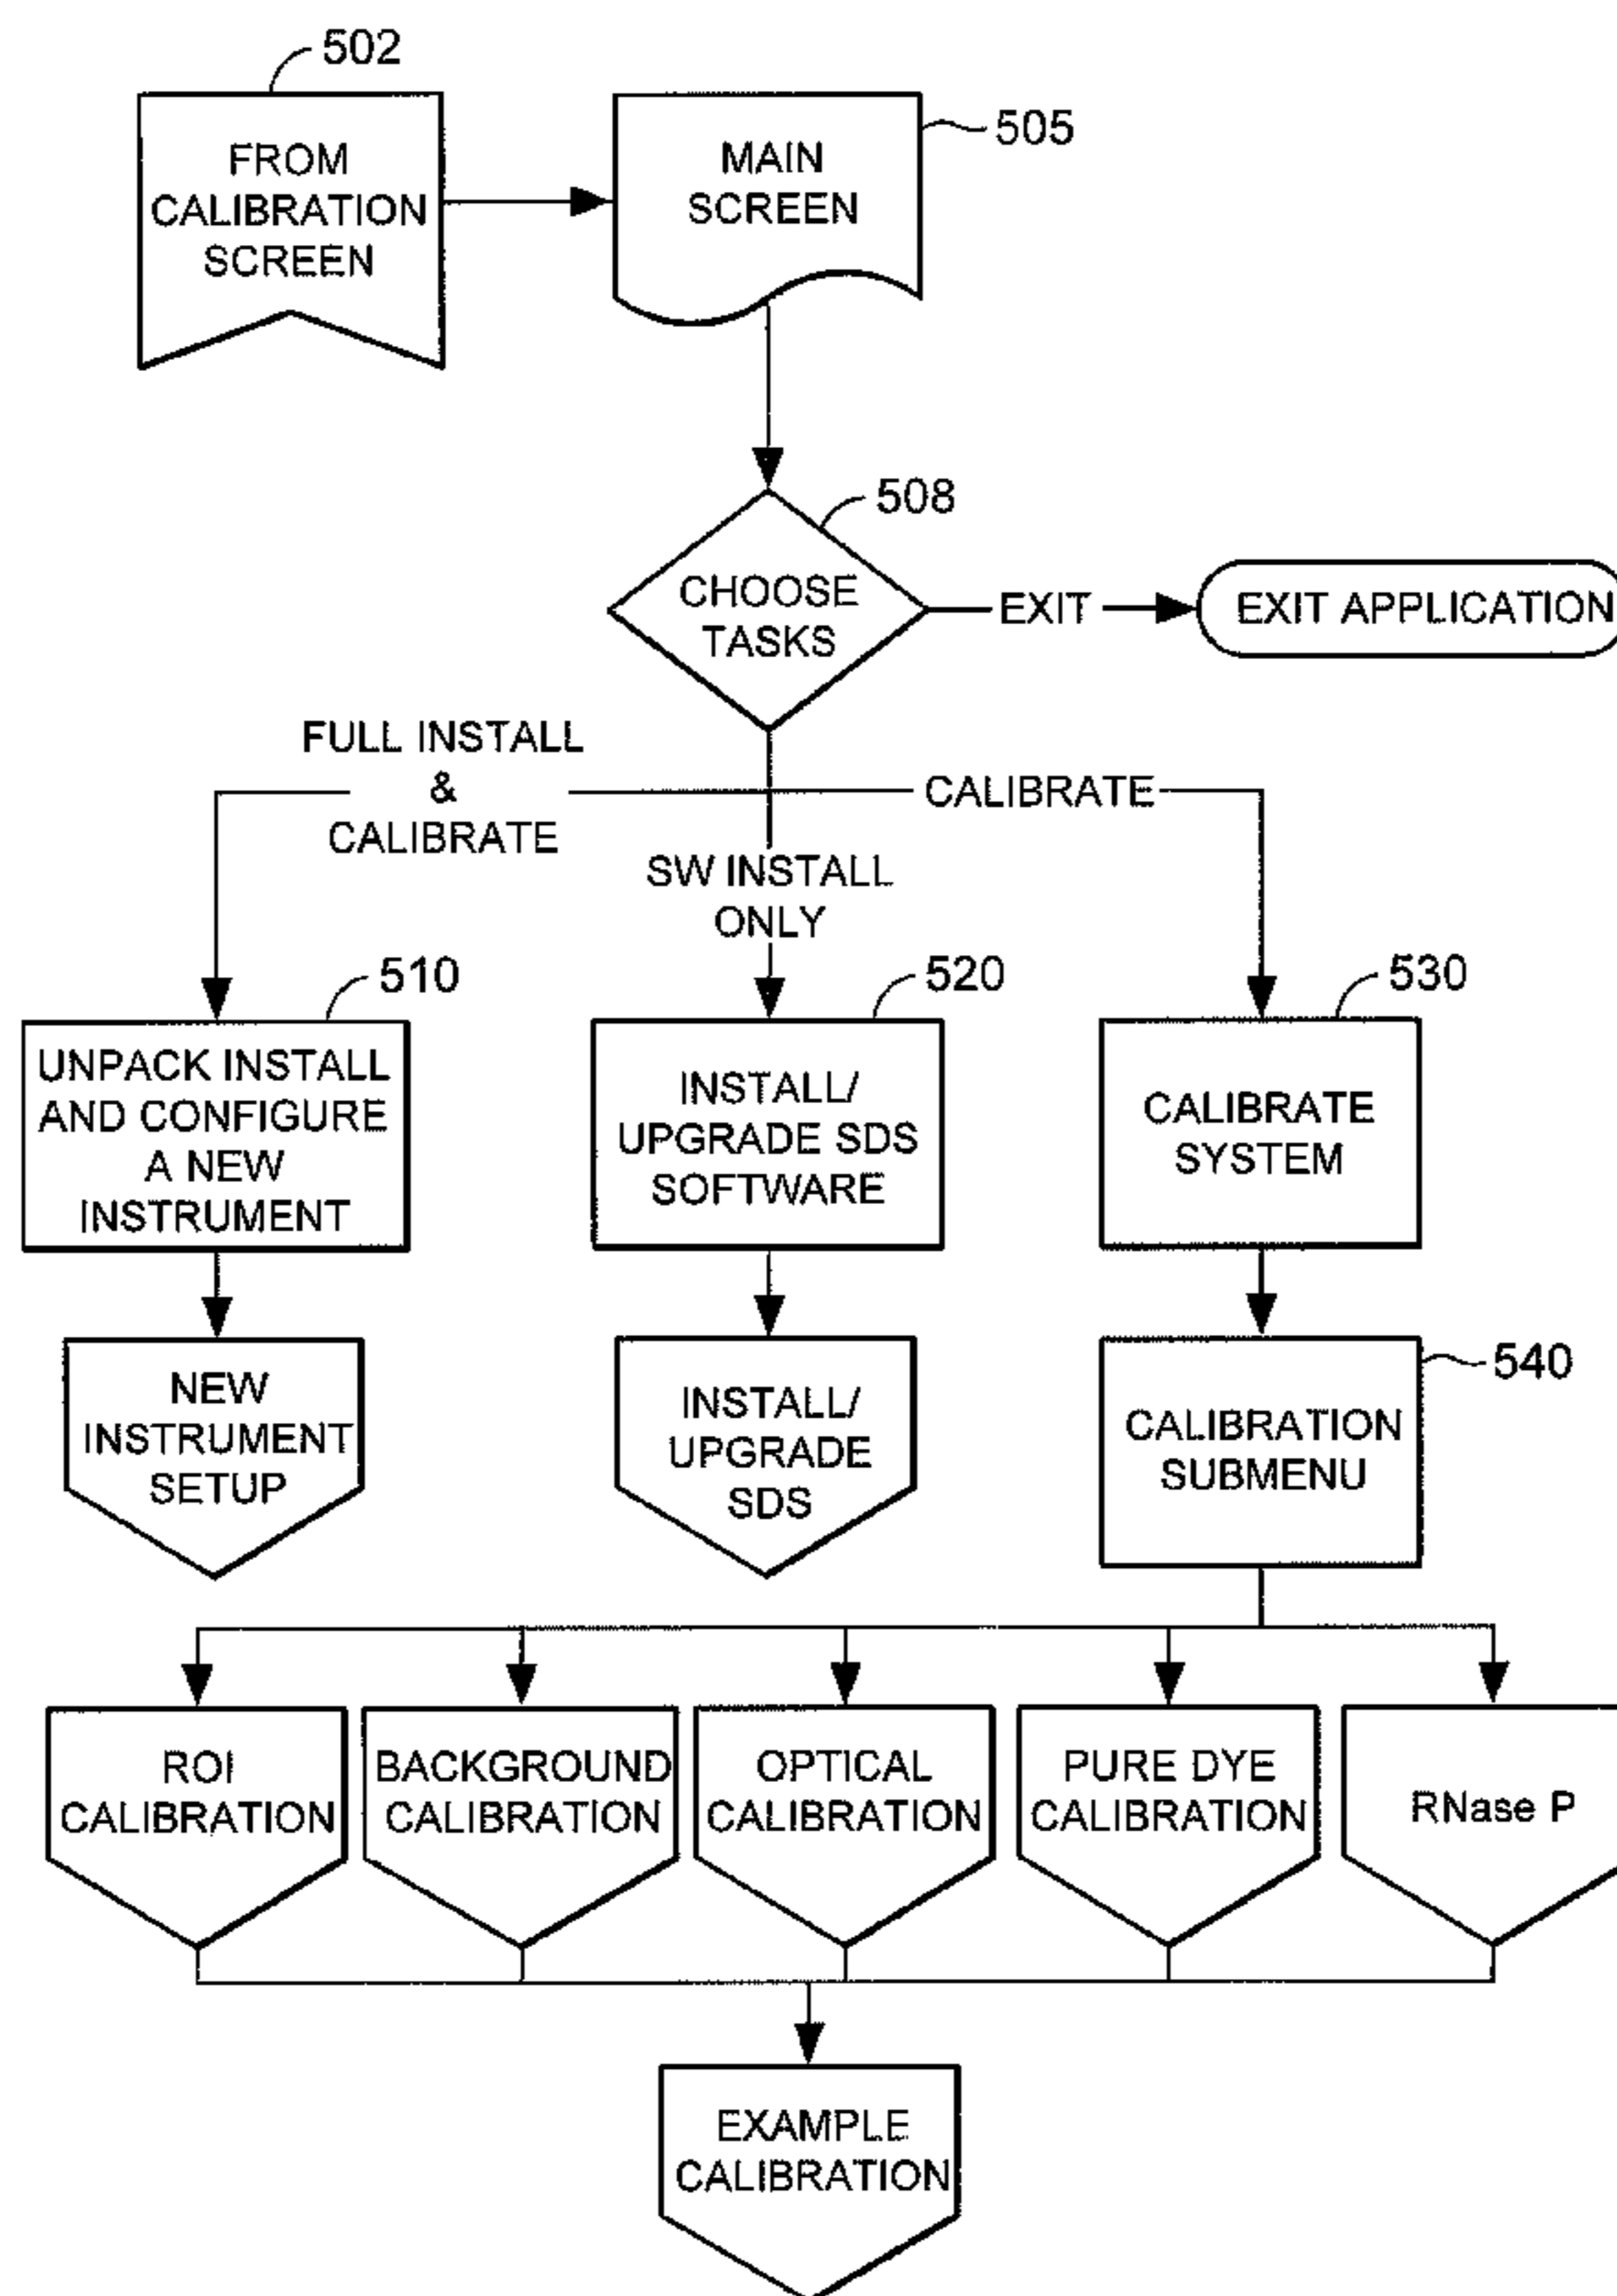 502
FROM
CALIBRATION
SCREEN
MAIN
SCREEN
505
508
CHOOSE
TASKS
EXIT
EXIT APPLICATION
FULL INSTALL
&
CALIBRATE
SW INSTALL
ONLY
CALIBRATE
510
UNPACK INSTALL
AND CONFIGURE
A NEW
INSTRUMENT
520
INSTALL/
UPGRADE SDS
SOFTWARE
530
CALIBRATE
SYSTEM
NEW
INSTRUMENT
SETUP
INSTALL/
UPGRADE
SDS
540
CALIBRATION
SUBMENU
ROI
CALIBRATION
BACKGROUND
CALIBRATION
OPTICAL
CALIBRATION
PURE DYE
CALIBRATION
RNase P
EXAMPLE
CALIBRATION